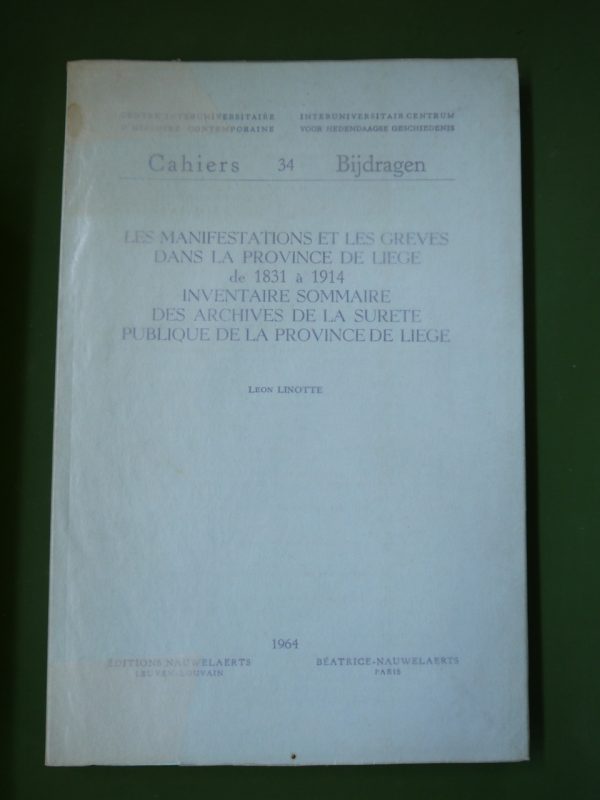 CENTRE INTERUNIVERSITAIRE
D'HISTOIRE CONTEMPORAINE
INTERUNIVERSITAIR CENTRUM
VOOR HEDENDAAGSE GESCHIEDENIS
Cahiers 34 Bijdragen
LES MANIFESTATIONS ET LES GREVES
DANS LA PROVINCE DE LIEGE
de 1831 à 1914
INVENTAIRE SOMMAIRE
DES ARCHIVES DE LA SURETE
PUBLIQUE DE LA PROVINCE DE LIEGE
LEON LINOTTE
1964
ÉDITIONS NAUWELAERTS
LEUVEN-LOUVAIN
BÉATRICE-NAUWELAERTS
PARIS